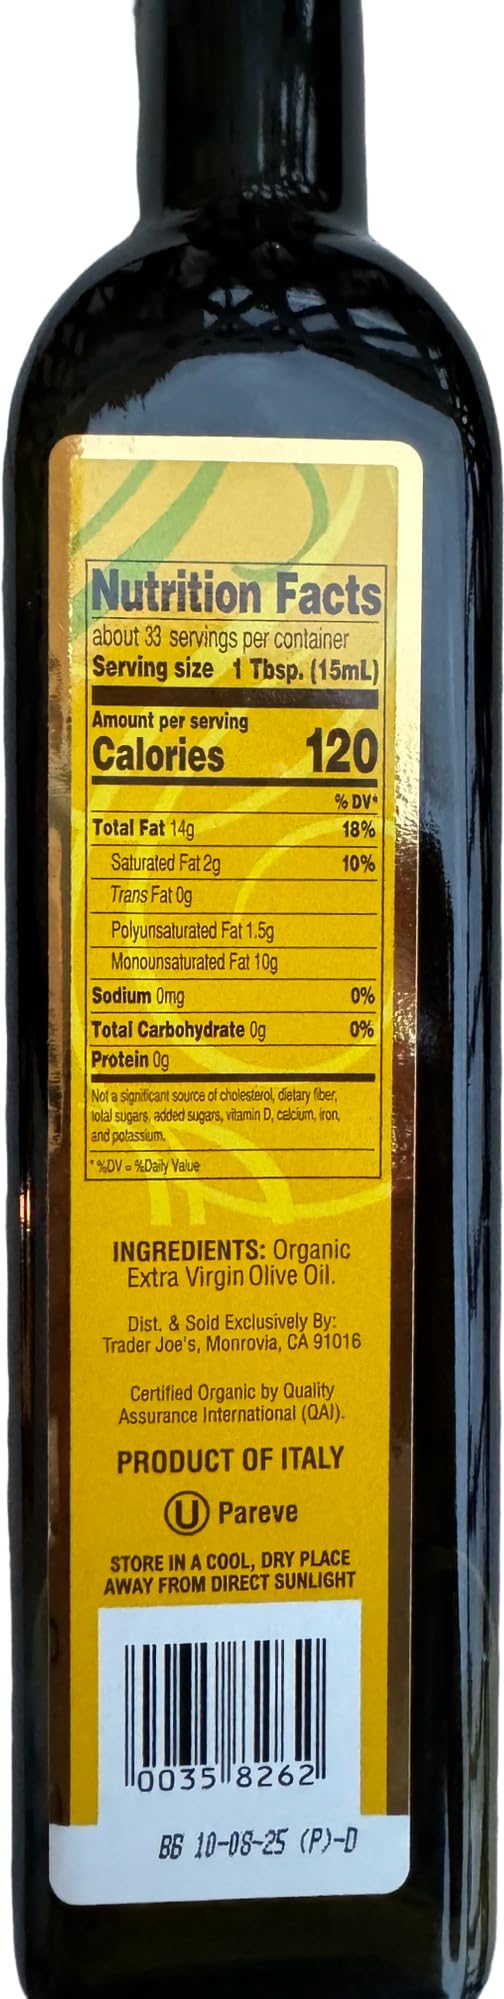 Nutrition Facts
about 33 servings per container
Serving size 1 Tbsp. (15mL)
Amount per serving
Calories 120
% DV*
Total Fat 14g 18%
Saturated Fat 2g 10%
Trans Fat 0g
Polyunsaturated Fat 1.5g
Monounsaturated Fat 10g
Sodium 0mg 0%
Total Carbohydrate 0g 0%
Protein 0g
Not a significant source of cholesterol, dietary fiber,
total sugars, added sugars, vitamin D, calcium, iron,
and potassium.
*%DV = %Daily Value
INGREDIENTS: Organic
Extra Virgin Olive Oil.
Dist. & Sold Exclusively By:
Trader Joe's, Monrovia, CA 91016
Certified Organic by Quality
Assurance International (QAI).
PRODUCT OF ITALY
U Pareve
STORE IN A COOL, DRY PLACE
AWAY FROM DIRECT SUNLIGHT
0035 8262
BB 10-08-25 (P)-D